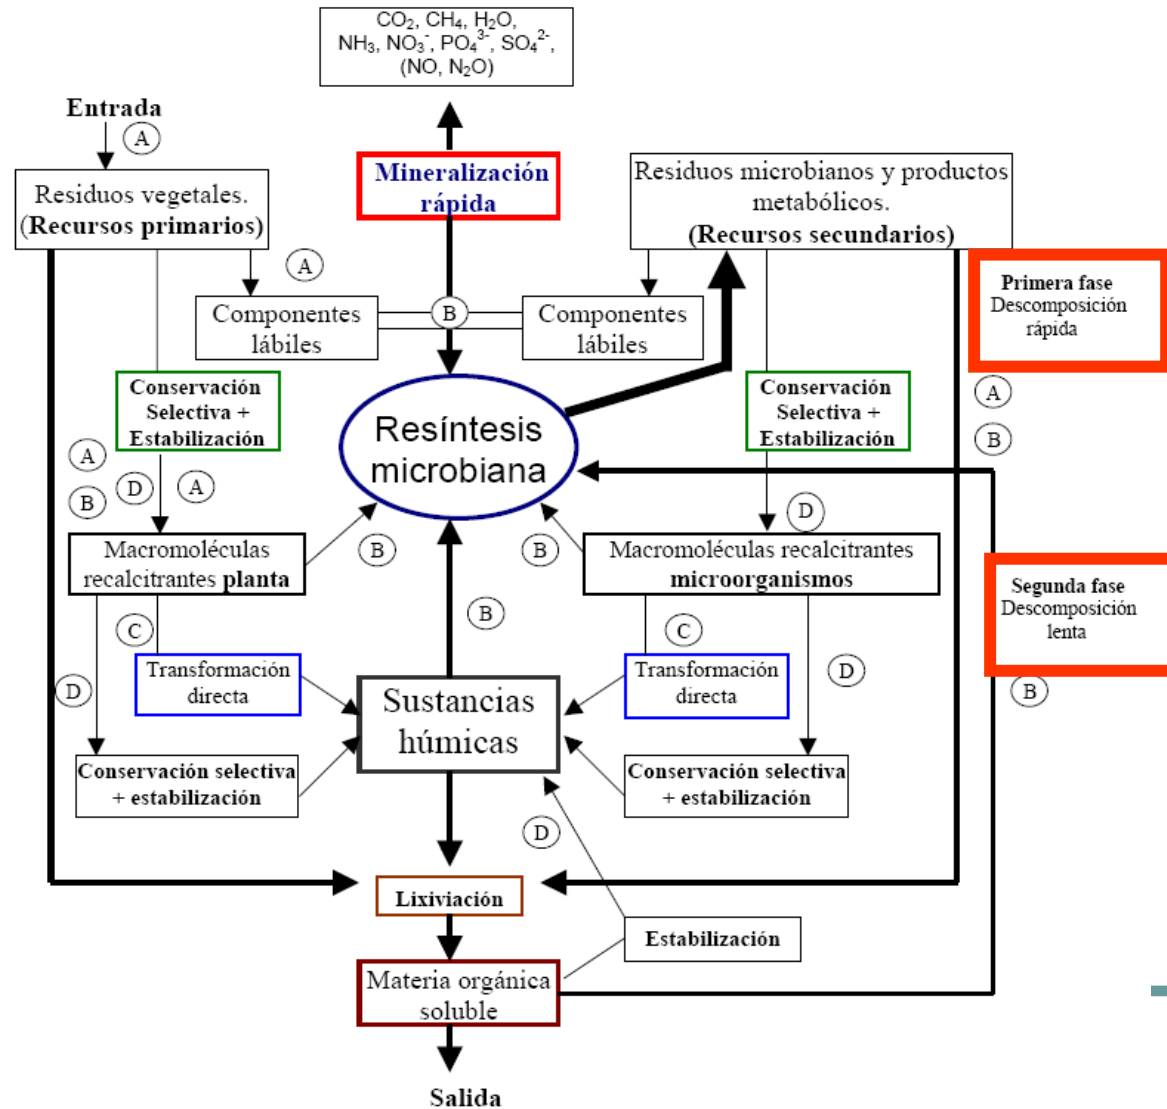 CO₂, CH₄, H₂O,
NH₃, NO₃⁻, PO₄³⁻, SO₄²⁻,
(NO, N₂O)
Entrada
A
Mineralización
rápida
Residuos vegetales.
(Recursos primarios)
Residuos microbianos y productos
metabólicos.
(Recursos secundarios)
A
Componentes
lábiles
B
Componentes
lábiles
Primera fase
Descomposición
rápida
Conservación
Selectiva +
Estabilización
Resíntesis
microbiana
Conservación
Selectiva +
Estabilización
A
B
A
B
D
A
D
Macromoléculas
recalcitrantes planta
B
B
Macromoléculas recalcitrantes
microorganismos
Segunda fase
Descomposición
lenta
B
C
B
C
Transformación
directa
Transformación
directa
D
D
Sustancias
húmicas
Conservación selectiva
+ estabilización
Conservación selectiva
+ estabilización
D
Lixiviación
Estabilización
Materia orgánica
soluble
Salida